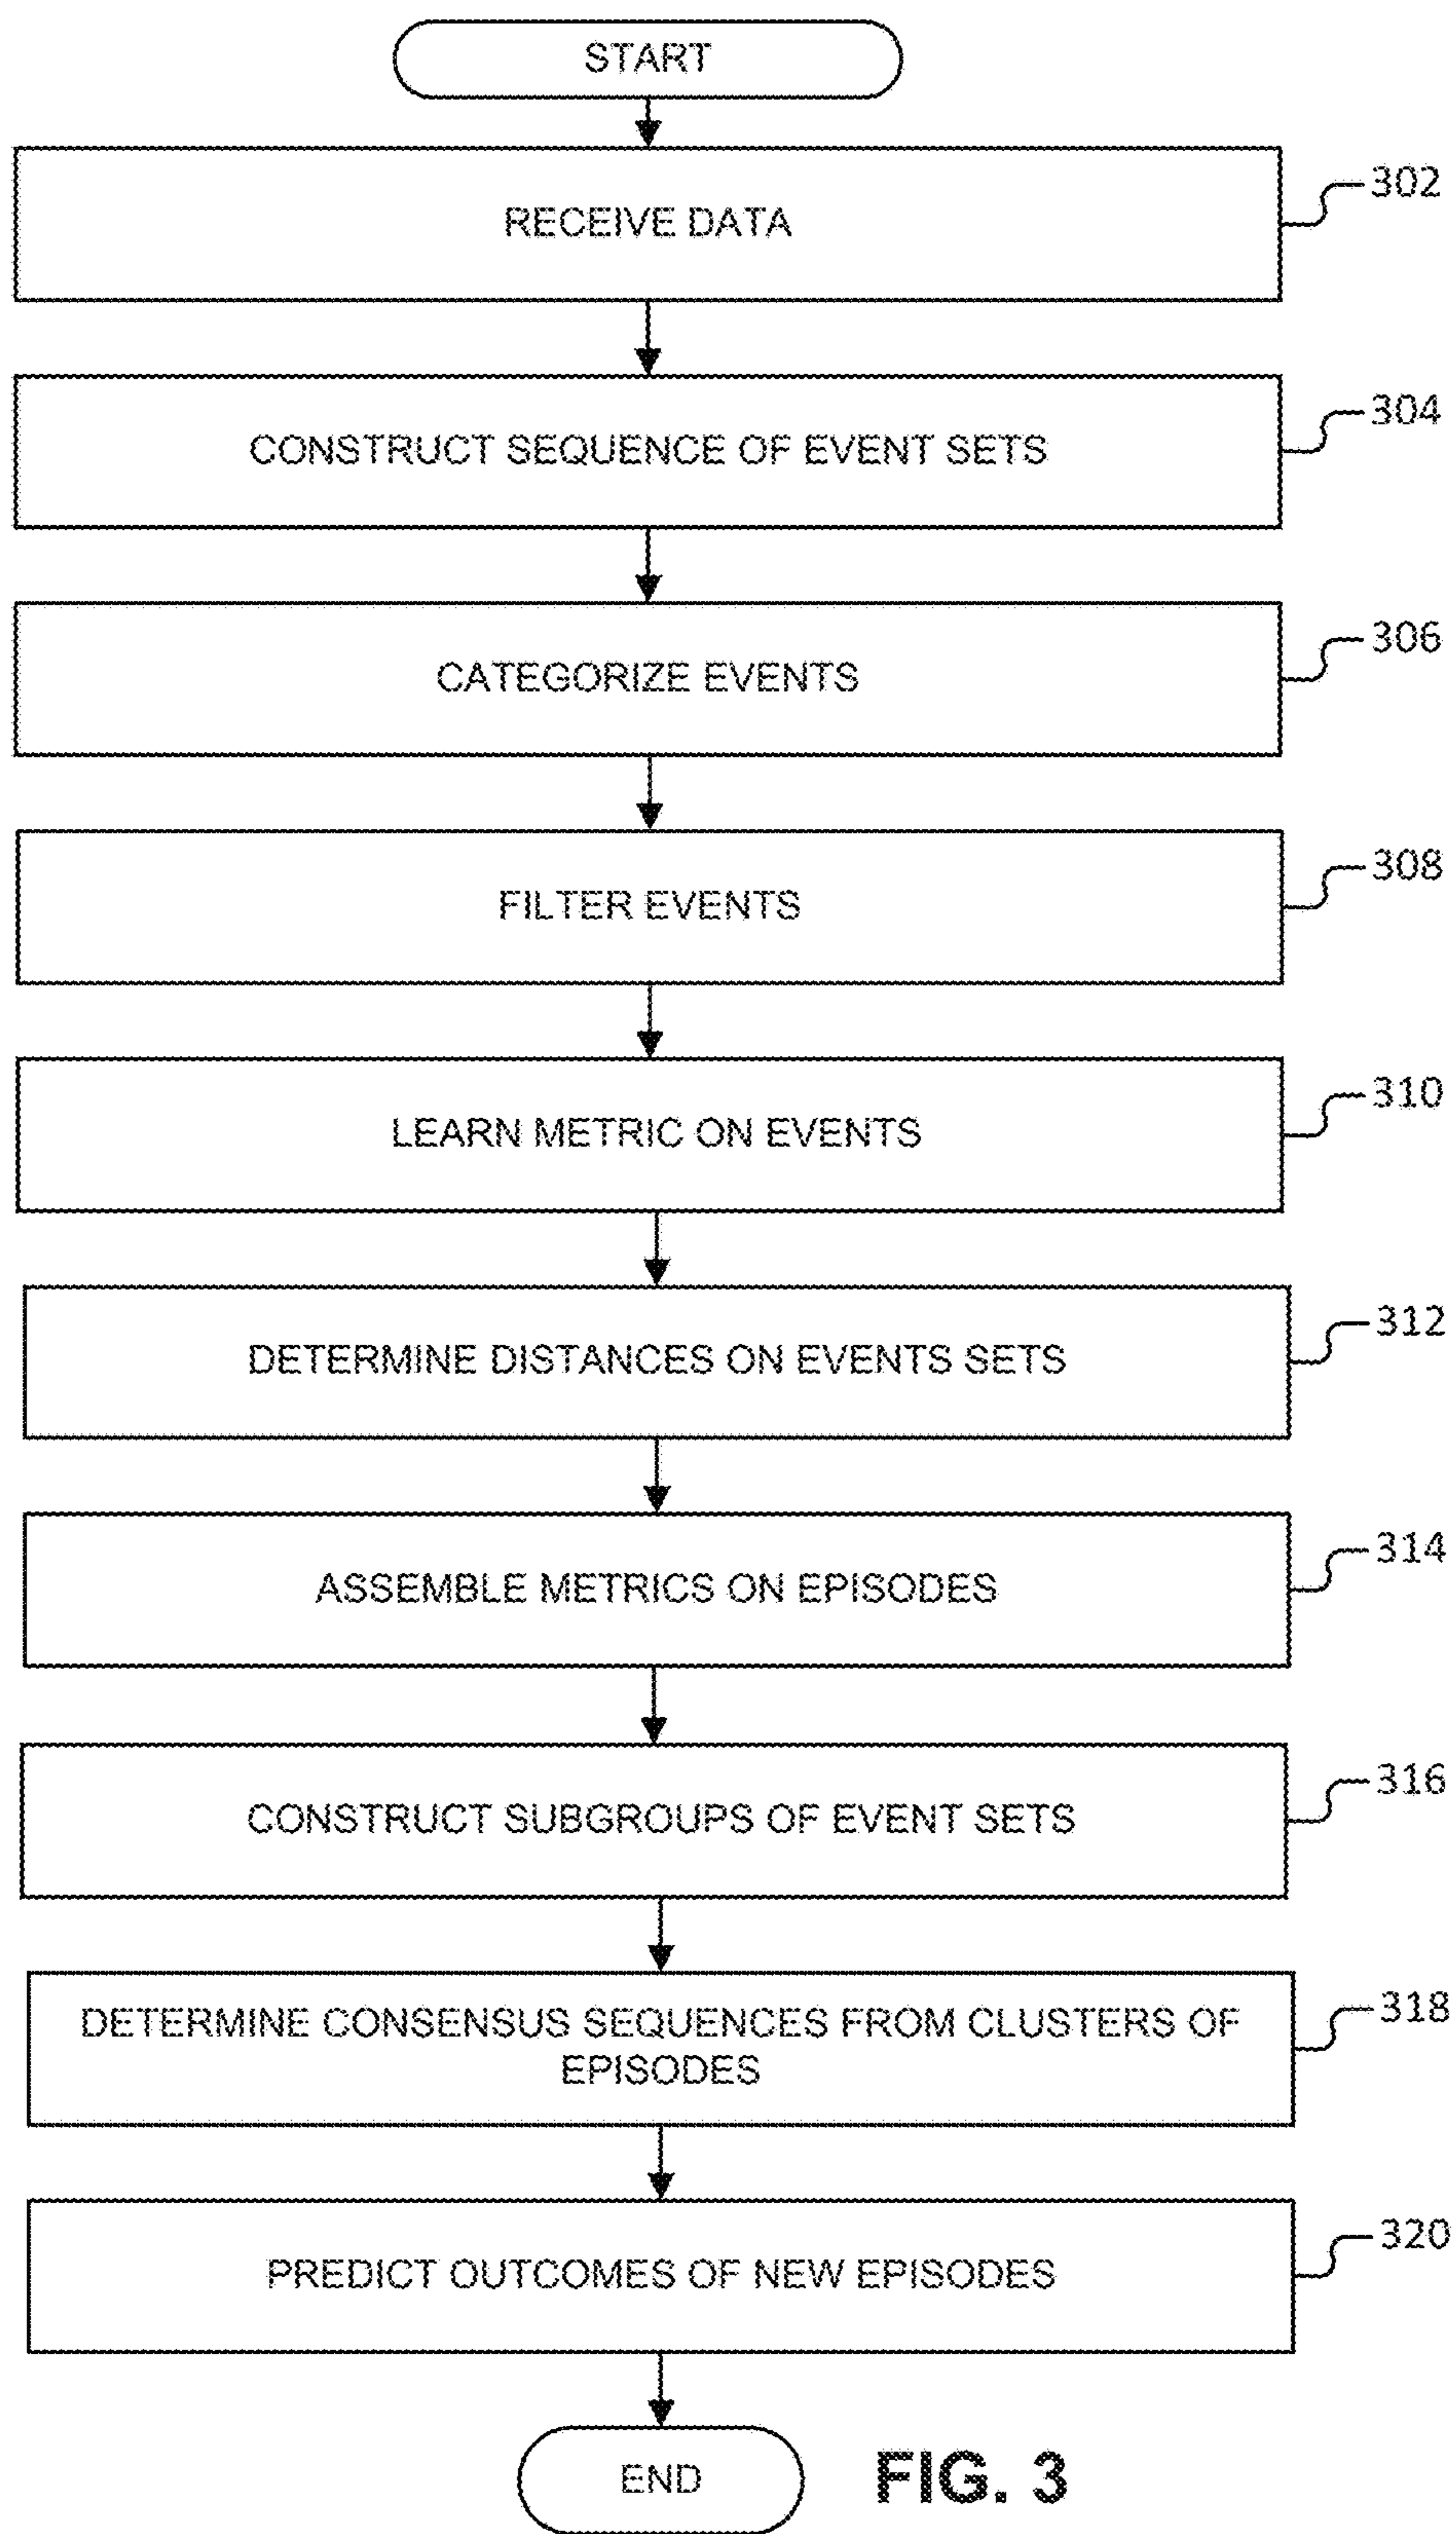 START
RECEIVE DATA
302
CONSTRUCT SEQUENCE OF EVENT SETS
304
CATEGORIZE EVENTS
306
FILTER EVENTS
308
LEARN METRIC ON EVENTS
310
DETERMINE DISTANCES ON EVENTS SETS
312
ASSEMBLE METRICS ON EPISODES
314
CONSTRUCT SUBGROUPS OF EVENT SETS
316
DETERMINE CONSENSUS SEQUENCES FROM CLUSTERS OF
EPISODES
318
PREDICT OUTCOMES OF NEW EPISODES
320
END
FIG. 3